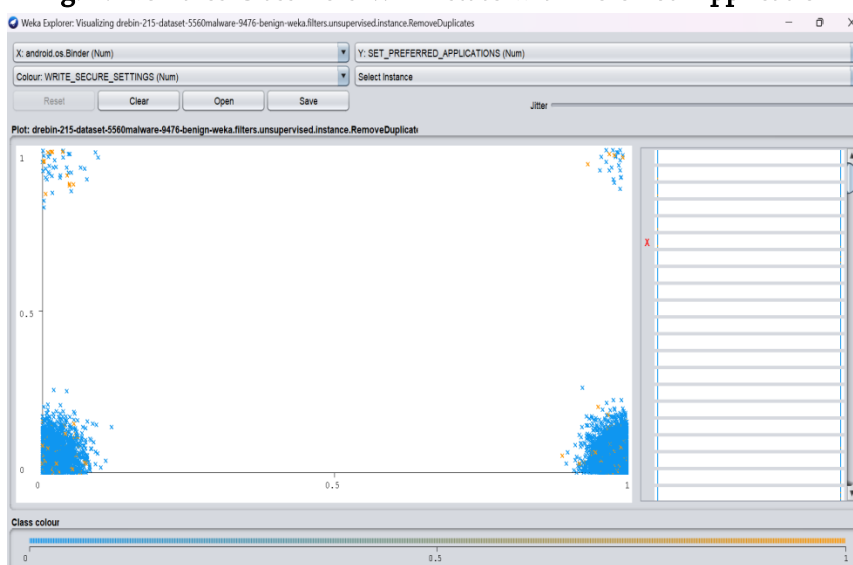 Weka Explorer: Visualizing drebin-215-dataset-5560malware-9476-benign-weka.filters.unsupervised.instance.RemoveDuplicates
X: android.os.Binder (Num)
Y: SET_PREFERRED_APPLICATIONS (Num)
Colour: WRITE_SECURE_SETTINGS (Num)
Select Instance
Reset
Clear
Open
Save
Jitter
Plot: drebin-215-dataset-5560malware-9476-benign-weka.filters.unsupervised.instance.RemoveDuplicat
1
X
0.5
0
0
0.5
1
Class colour
0
0.5
1